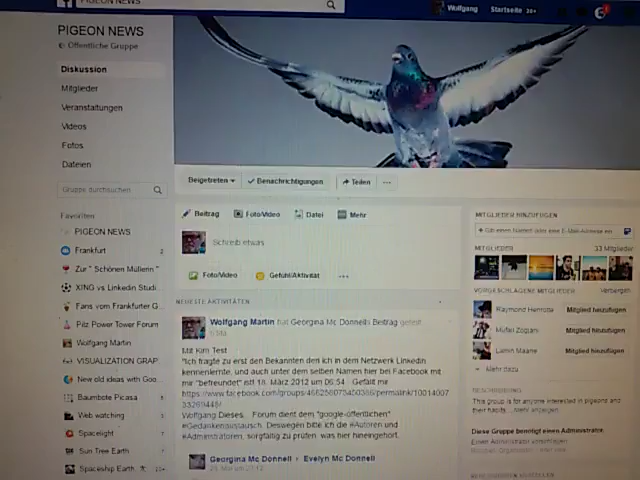 PIGEON NEWS
Wolfgang
Startseite
PIGEON NEWS
Öffentliche Gruppe
Diskussion
Mitglieder
Veranstaltungen
Videos
Fotos
Dateien
Gruppe durchsuchen
Beigetreten
Benachrichtigungen
Teilen
Beitrag
Foto/Video
Datei
Mehr
Schreib etwas
Foto/Video
Gefühl/Aktivität
NEUESTE AKTIVITÄTEN
Favoriten
PIGEON NEWS
Frankfurt
2
Zur " Schönen Müllerin "
XING vs Linkedin Studi...
Fans vom Frankfurter G...
Pilz Power Tower Forum
Wolfgang Martin
VISUALIZATION GRAP...
New old ideas with Goo...
Baumbote Picasa
Web watching
Spacelight
Sun Tree Earth
Spaceship Earth
Wolfgang Martin hat Georgina Mc Donnells Beitrag geteilt
Mit Kim Test
"Ich fragte zu erst den Bekannten den ich in dem Netzwerk Linkedin
kennenlernte, und auch unter dem selben Namen hier bei Facebook mit
mir "befreundet" ist! 18. März 2012 um 06:54 · Gefällt mir
Wolfgang Dieses... Forum dient dem "google-öffentlichen"
#Gedankenaustausch. Deswegen bitte ich die #Autoren und
#Administratoren, sorgfältig zu prüfen, was hier hineingehört.
Georgina Mc Donnell
Evelyn Mc Donnell
MITGLIEDER HINZUFÜGEN
MITGLIEDER
33 Mitglieder
VORGESCHLAGENE MITGLIEDER
Verbergen
Raymond
Mitglied hinzufügen
Mitglied hinzufügen
Mitglied hinzufügen
Mehr dazu
BESCHREIBUNG
This group is for anyone interested in pigeons and
their habits ...Mehr anzeigen
Diese Gruppe benötigt einen Administrator.
Einen Administrator vorschlagen